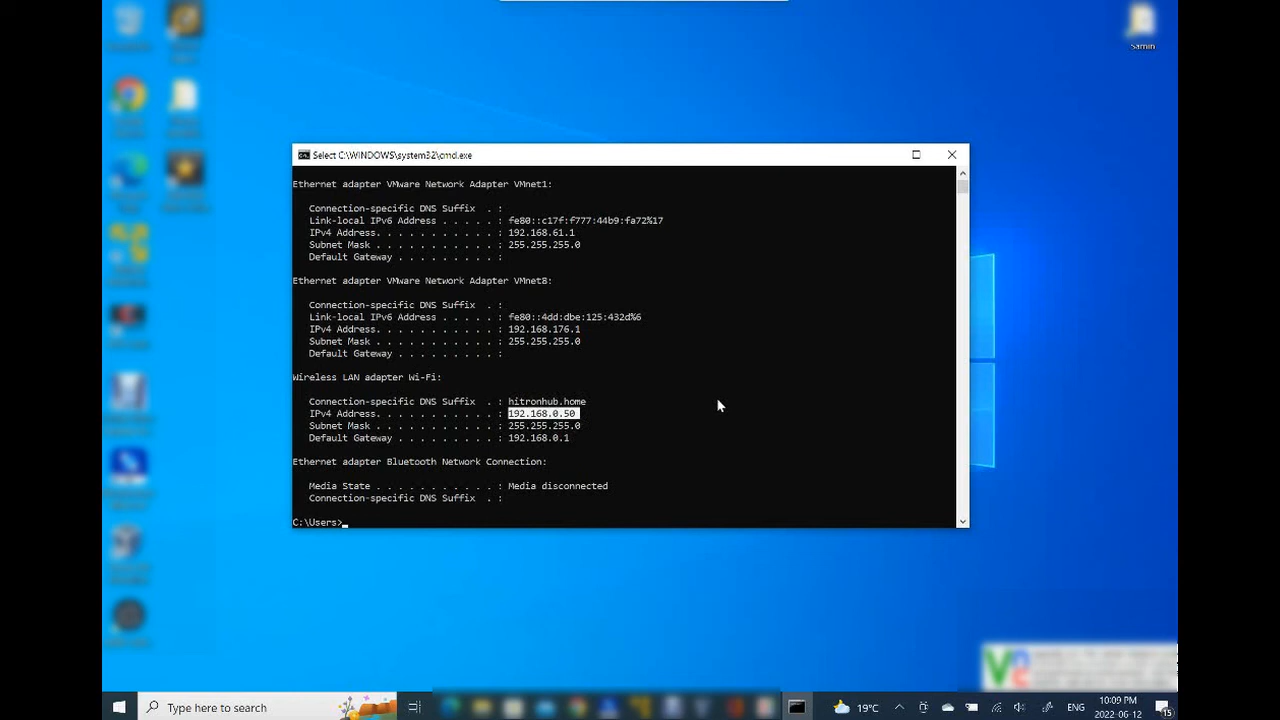 Samin
Select C:\WINDOWS\system32\cmd.exe
Ethernet adapter VMware Network Adapter VMnet1:
Connection-specific DNS Suffix . :
Link-local IPv6 Address . . . . . : fe80::c17f:f777:44b9:fa72%17
IPv4 Address. . . . . . . . . . . : 192.168.61.1
Subnet Mask . . . . . . . . . . . : 255.255.255.0
Default Gateway . . . . . . . . . :
Ethernet adapter VMware Network Adapter VMnet8:
Connection-specific DNS Suffix . :
Link-local IPv6 Address . . . . . : fe80::4dd:dbe:125:432d%6
IPv4 Address. . . . . . . . . . . : 192.168.176.1
Subnet Mask . . . . . . . . . . . : 255.255.255.0
Default Gateway . . . . . . . . . :
Wireless LAN adapter Wi-Fi:
Connection-specific DNS Suffix . : hitronhub.home
IPv4 Address. . . . . . . . . . . : 192.168.0.50
Subnet Mask . . . . . . . . . . . : 255.255.255.0
Default Gateway . . . . . . . . . : 192.168.0.1
Ethernet adapter Bluetooth Network Connection:
Media State . . . . . . . . . . . : Media disconnected
Connection-specific DNS Suffix . :
C:\Users>
Type here to search
19°C
ENG
10:09 PM
2022-06-12
15